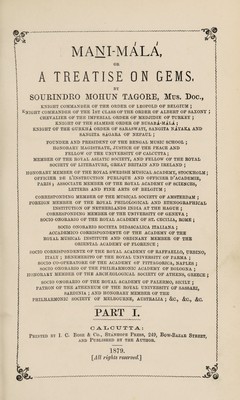 MAṆI-MÁLÁ,
OR
A TREATISE ON GEMS.
BY
SOURINDRO MOHUN TAGORE, MUS. DOC.,
KNIGHT COMMANDER OF THE ORDER OF LEOPOLD OF BELGIUM;
KNIGHT COMMANDER OF THE 1ST CLASS OF THE ORDER OF ALBERT OF SAXONY;
CHEVALIER OF THE IMPERIAL ORDER OF MEDJIDIE OF TURKEY;
KNIGHT OF THE SIAMESE ORDER OF BUSABÁ-MÁLÁ;
KNIGHT OF THE GURKHÁ ORDER OF SARASWATI, SANGITA NÁYAKA AND
SANGITA SÁGARA OF NEPAUL;
FOUNDER AND PRESIDENT OF THE BENGAL MUSIC SCHOOL;
HONORARY MAGISTRATE, JUSTICE OF THE PEACE AND
FELLOW OF THE UNIVERSITY OF CALCUTTA;
MEMBER OF THE ROYAL ASIATIC SOCIETY, AND FELLOW OF THE ROYAL
SOCIETY OF LITERATURE, GREAT BRITAIN AND IRELAND;
HONORARY MEMBER OF THE ROYAL SWEDISH MUSICAL ACADEMY, STOCKHOLM;
OFFICIER DE L'INSTRUCTION PUBLIQUE AND OFFICIER D'ACADEMIE,
PARIS; ASSOCIATE MEMBER OF THE ROYAL ACADEMY OF SCIENCES,
LETTERS AND FINE ARTS OF BELGIUM;
CORRESPONDING MEMBER OF THE MUSICAL SOCIETY OF AMSTERDAM;
FOREIGN MEMBER OF THE ROYAL PHILOLOGICAL AND ETHNOGRAPHICAL
INSTITUTION OF NETHERLANDS INDIA AT THE HAGUE;
CORRESPONDING MEMBER OF THE UNIVERSITY OF GENEVA;
SOCIO ONORARIO OF THE ROYAL ACADEMY OF ST. CECILIA, ROME;
SOCIO ONORARIO SOCIETA DIDASCALICA ITALIANA;
ACCADEMICO CORRISPONDENTE OF THE ACADEMY OF THE
ROYAL MUSICAL INSTITUTE AND ORDINARY MEMBER OF THE
ORIENTAL ACADEMY OF FLORENCE;
SOCIO CORRISPONDENTE OF THE ROYAL ACADEMY OF RAFFAELLO, URBINO,
ITALY; BENEMERITO OF THE ROYAL UNIVERSITY OF PARMA;
SOCIO CO-OPERATORE OF THE ACADEMY OF PITTAGORICA, NAPLES;
SOCIO ONORARIO OF THE PHILHARMONIC ACADEMY OF BOLOGNA;
HONORARY MEMBER OF THE ARCHÆOLOGICAL SOCIETY OF ATHENS, GREECE;
SOCIO ONORARIO OF THE ROYAL ACADEMY OF PALERMO, SICILY;
PATRON OF THE ATHENÆUM OF THE ROYAL UNIVERSITY OF SASSARI,
SARDINIA; AND HONORARY MEMBER OF THE
PHILHARMONIC SOCIETY OF MELBOURNE, AUSTRALIA; &C., &C., &C.
PART I.
CALCUTTA:
PRINTED BY I. C. BOSE & CO., STANHOPE PRESS, 249, BOW-BAZAR STREET,
AND PUBLISHED BY THE AUTHOR.
1879.
[All rights reserved.]